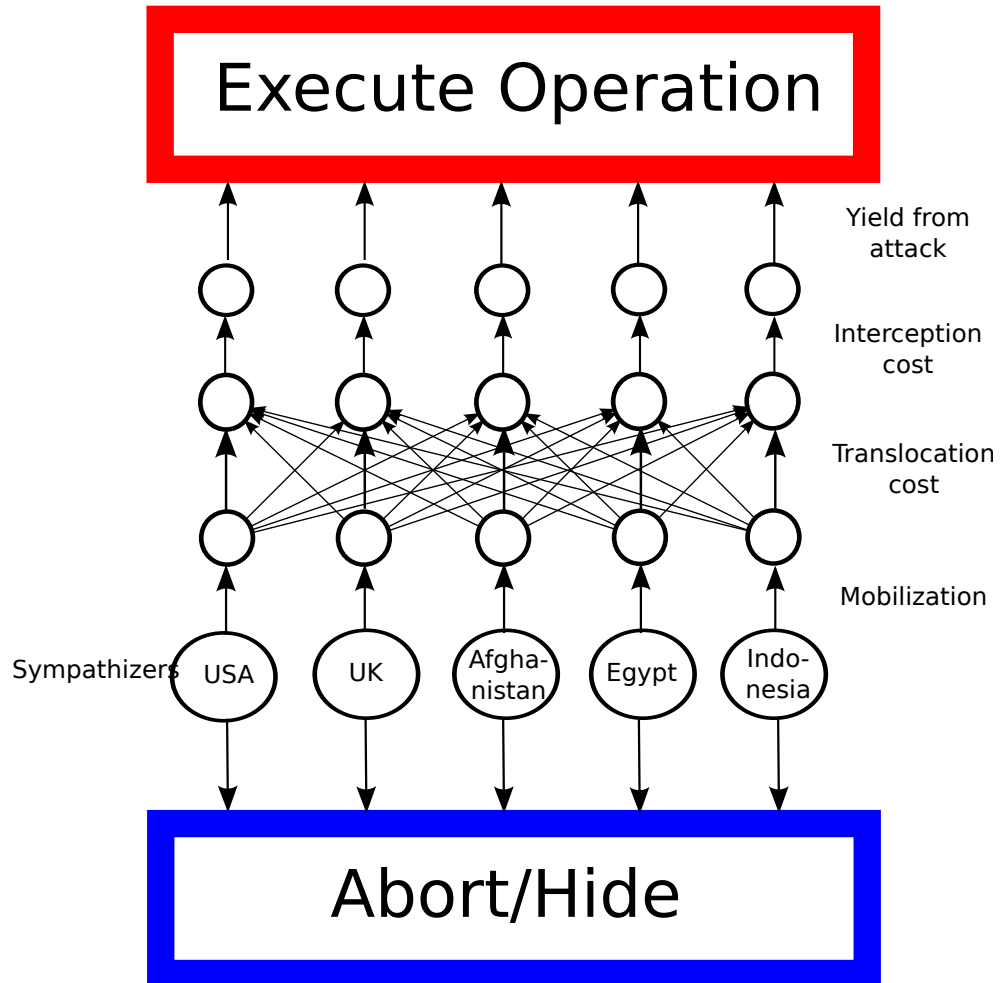 Execute Operation
Yield from
attack
Interception
cost
Translocation
cost
Mobilization
Sympathizers
USA
UK
Afgha-
nistan
Egypt
Indo-
nesia
Abort/Hide